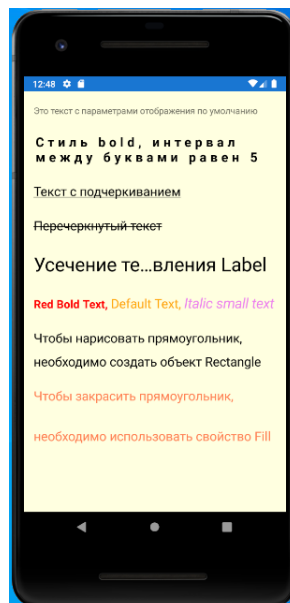 12:48
Это текст с параметрами отображения по умолчанию
Стиль bold, интервал
между буквами равен 5
Текст с подчеркиванием
Перечеркнутый текст
Усечение те...вления Label
Red Bold Text, Default Text, Italic small text
Чтобы нарисовать прямоугольник,
необходимо создать объект Rectangle
Чтобы закрасить прямоугольник,
необходимо использовать свойство Fill